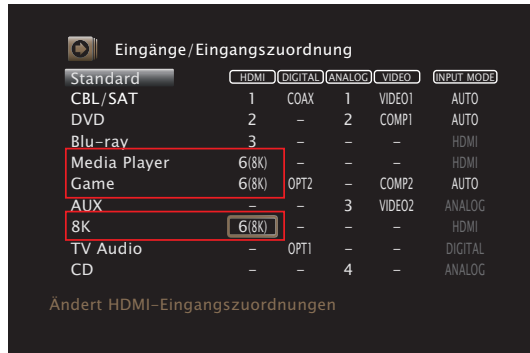 Eingänge/Eingangszuordnung
Standard HDMI DIGITAL ANALOG VIDEO INPUT MODE
CBL/SAT 1 COAX 1 VIDEO1 AUTO
DVD 2 – 2 COMP1 AUTO
Blu-ray 3 – – – HDMI
Media Player 6(8K) – – – HDMI
Game 6(8K) OPT2 – COMP2 AUTO
AUX – – 3 VIDEO2 ANALOG
8K 6(8K) – – – HDMI
TV Audio – OPT1 – – DIGITAL
CD – – 4 – ANALOG
Ändert HDMI-Eingangszuordnungen